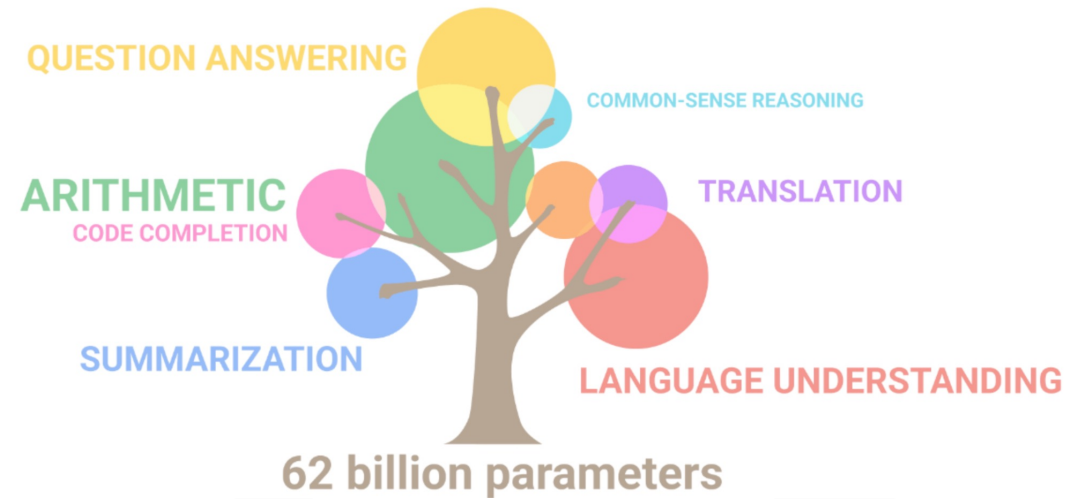 QUESTION ANSWERING
COMMON-SENSE REASONING
ARITHMETIC
TRANSLATION
CODE COMPLETION
SUMMARIZATION
LANGUAGE UNDERSTANDING
62 billion parameters